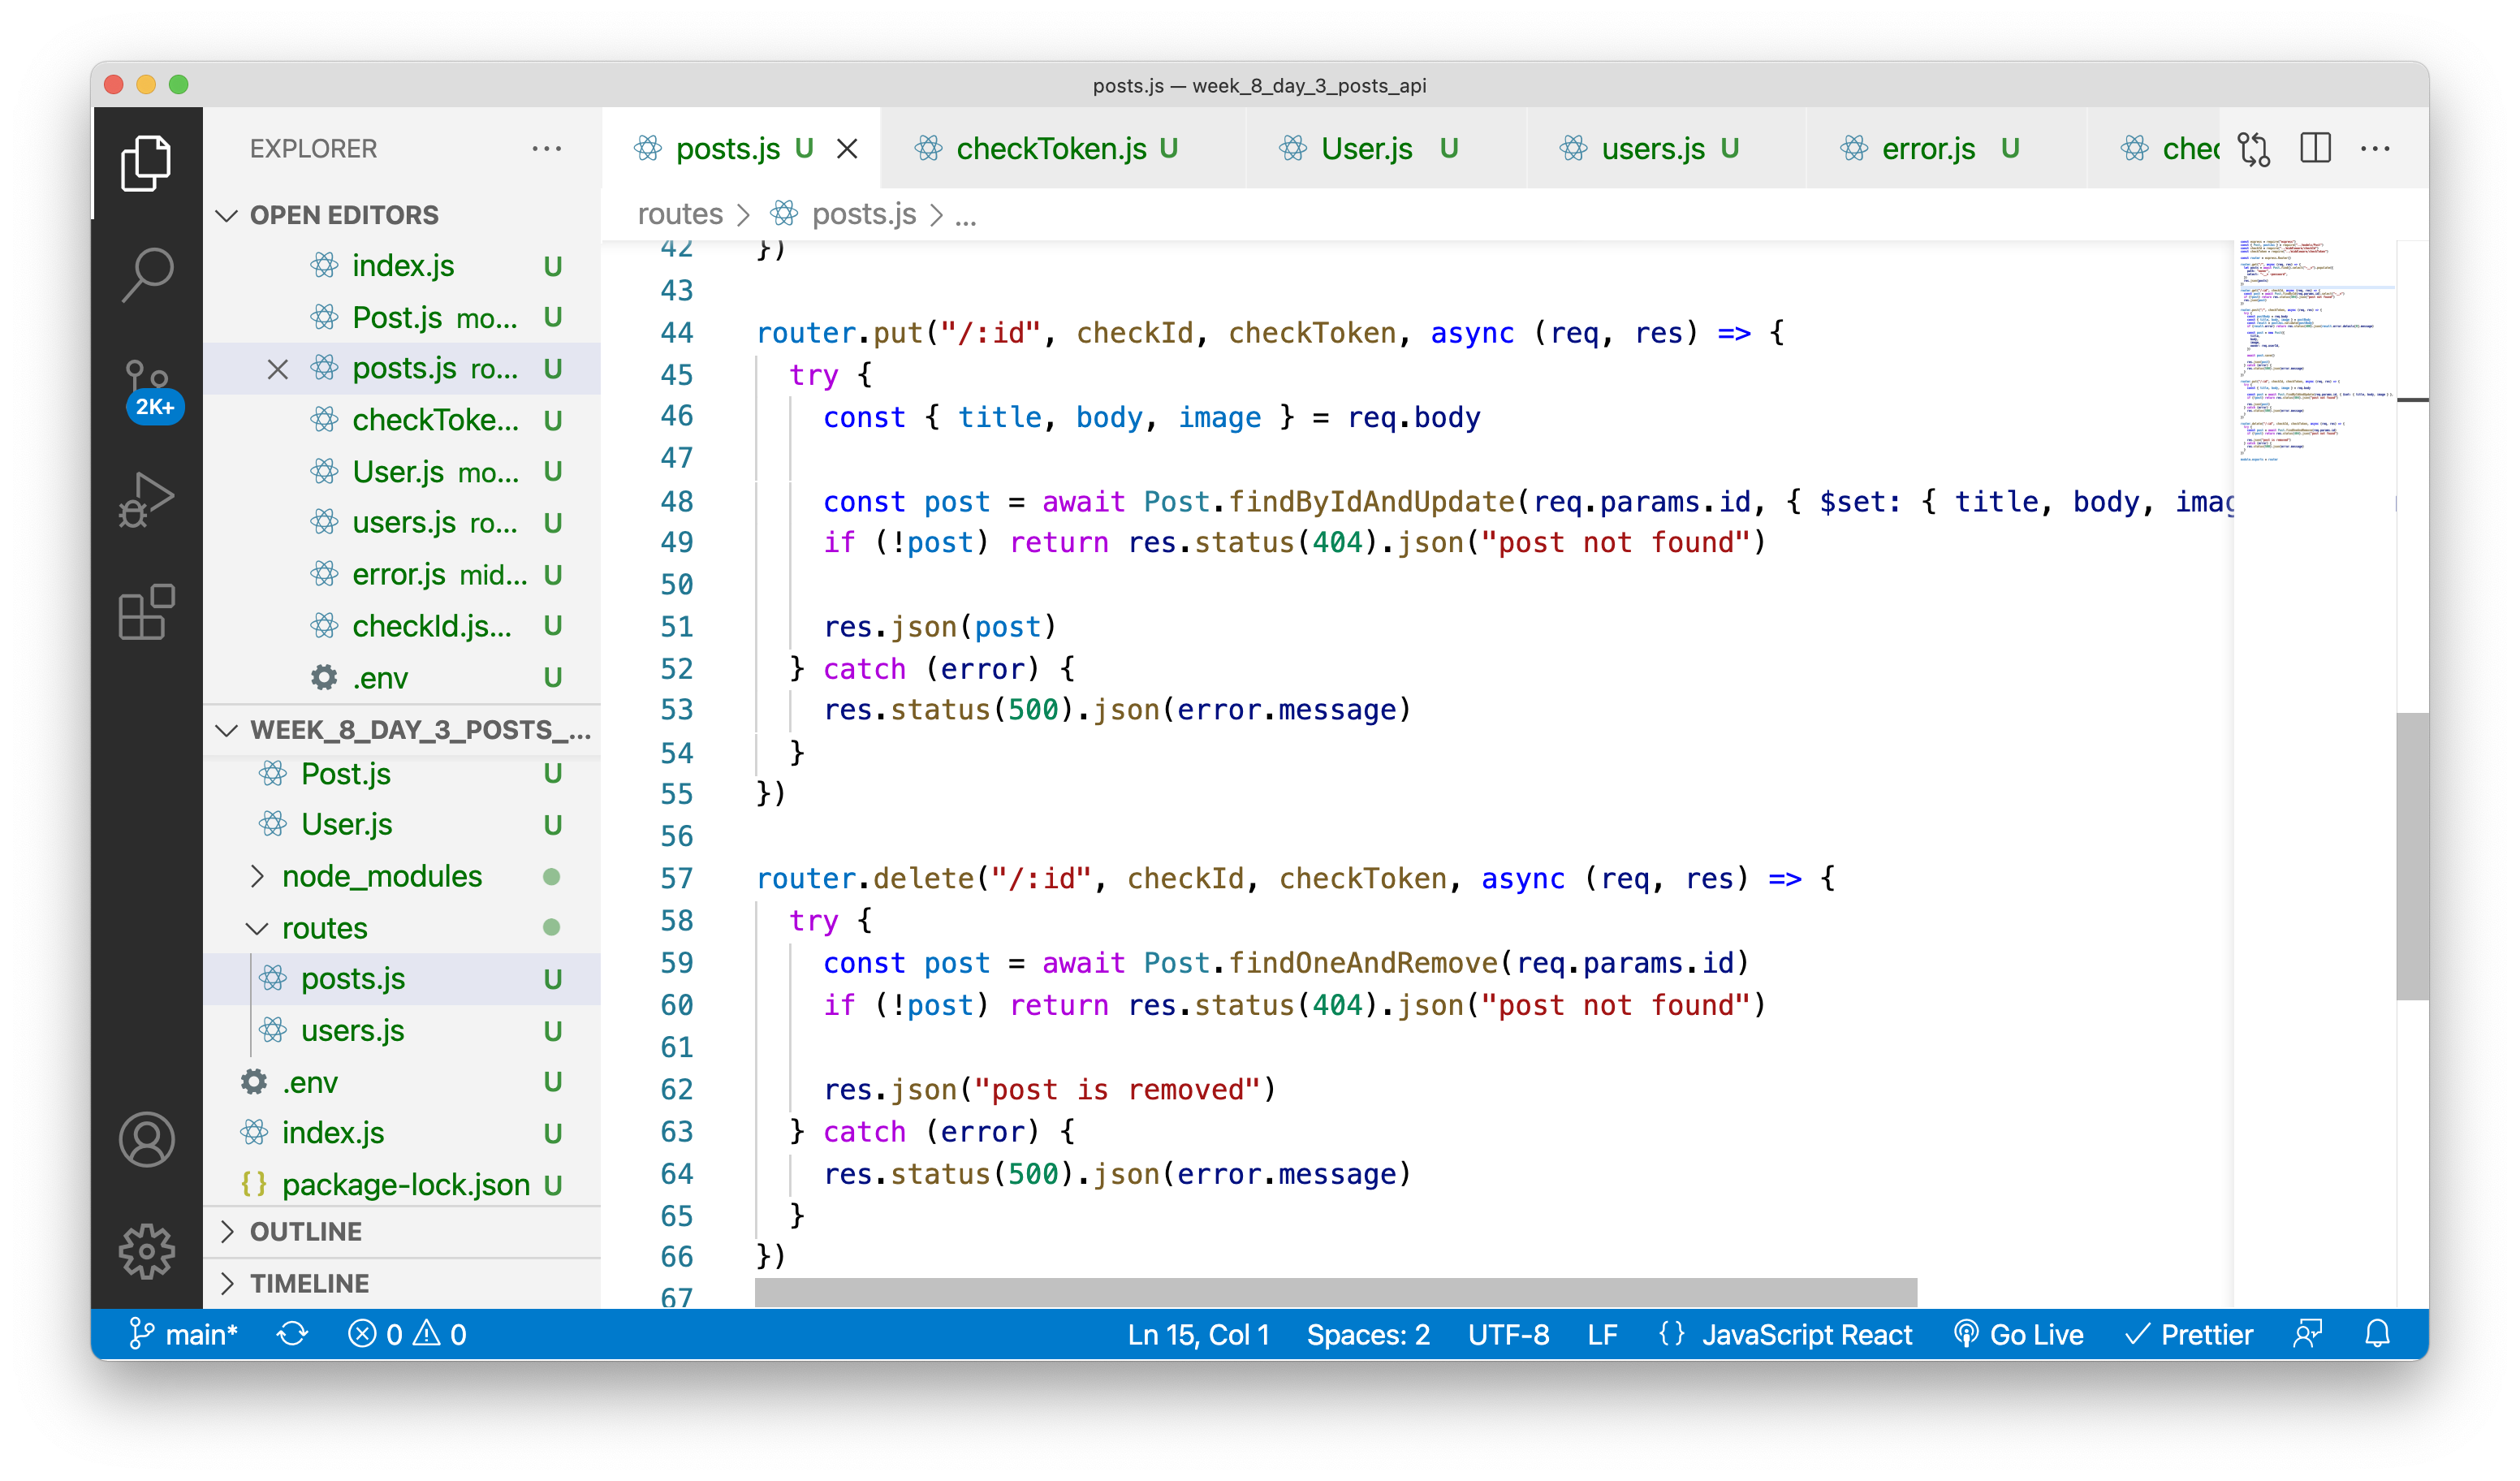 posts.js — week_8_day_3_posts_api
EXPLORER
posts.js U
checkToken.js U
User.js U
users.js U
error.js U
OPEN EDITORS
index.js U
Post.js mo... U
posts.js ro... U
checkToke... U
User.js mo... U
users.js ro... U
error.js mid... U
checkId.js... U
.env U
2K+
WEEK_8_DAY_3_POSTS_...
Post.js U
User.js U
node_modules
routes
posts.js U
users.js U
.env U
index.js U
{} package-lock.json U
OUTLINE
TIMELINE
routes > posts.js > ...
42 })
43
44 router.put("/:id", checkId, checkToken, async (req, res) => {
45 try {
46 const { title, body, image } = req.body
47
48 const post = await Post.findByIdAndUpdate(req.params.id, { $set: { title, body, imag
49 if (!post) return res.status(404).json("post not found")
50
51 res.json(post)
52 } catch (error) {
53 res.status(500).json(error.message)
54 }
55 })
56
57 router.delete("/:id", checkId, checkToken, async (req, res) => {
58 try {
59 const post = await Post.findOneAndRemove(req.params.id)
60 if (!post) return res.status(404).json("post not found")
61
62 res.json("post is removed")
63 } catch (error) {
64 res.status(500).json(error.message)
65 }
66 })
67
main* 0 0 Ln 15, Col 1 Spaces: 2 UTF-8 LF {} JavaScript React Go Live Prettier